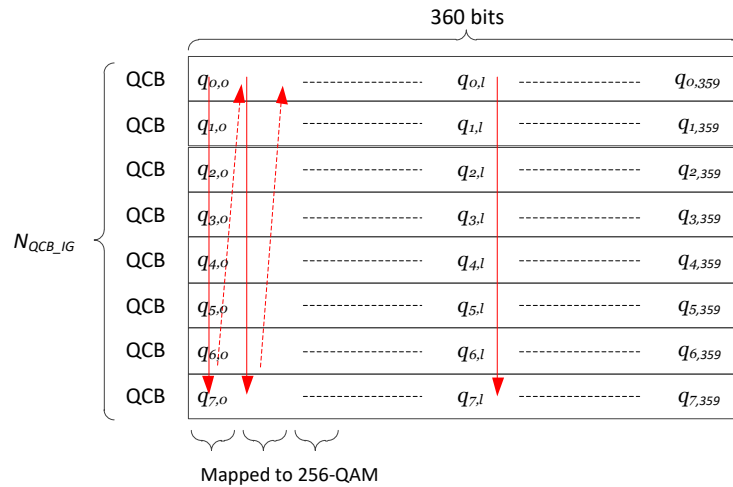 360 bits
QCB q0,0 q0,l q0,359
QCB q1,0 q1,l q1,359
QCB q2,0 q2,l q2,359
QCB q3,0 q3,l q3,359
NQCB_IG
QCB q4,0 q4,l q4,359
QCB q5,0 q5,l q5,359
QCB q6,0 q6,l q6,359
QCB q7,0 q7,l q7,359
Mapped to 256-QAM